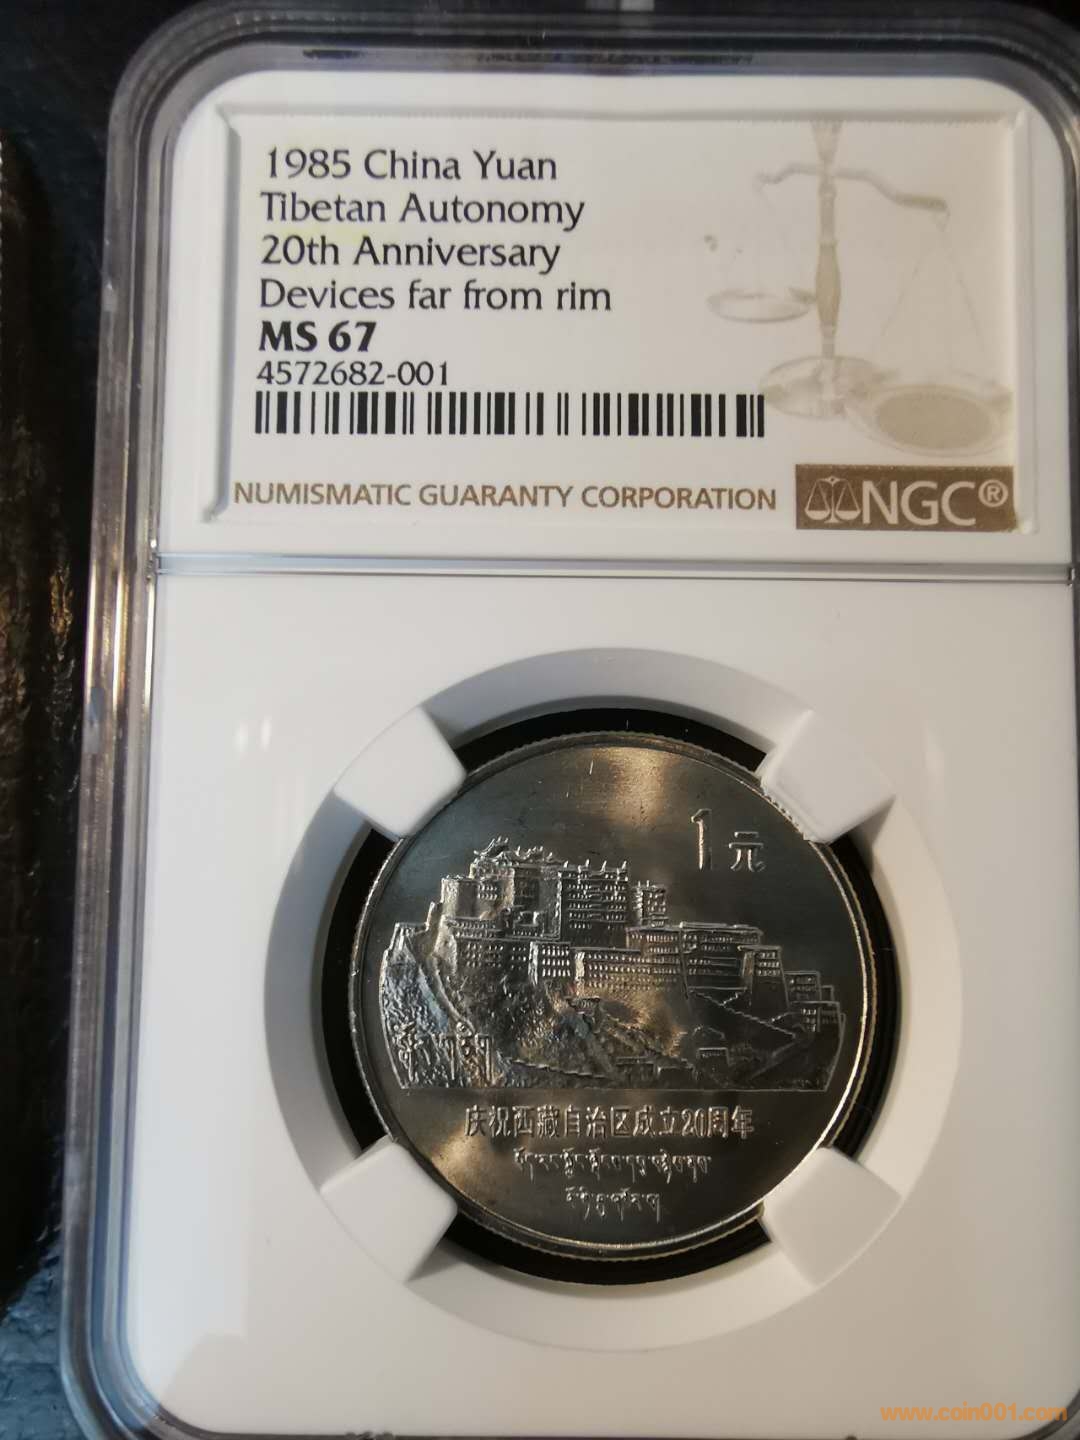 1985 China Yuan
Tibetan Autonomy
20th Anniversary
Devices far from rim
MS 67
4572682-001
NUMISMATIC GUARANTY CORPORATION
NGC®
1元
庆祝西藏自治区成立20周年
www.coin001.com